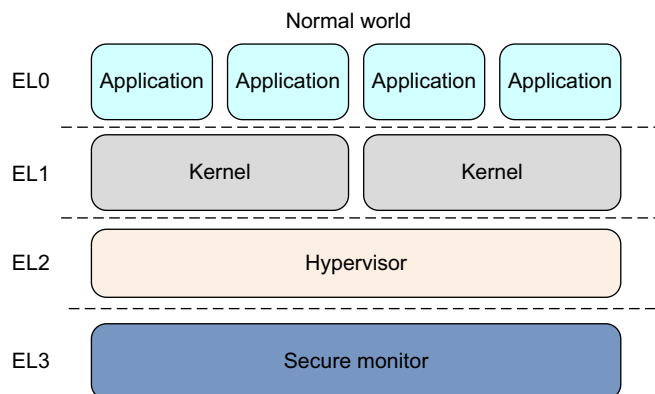 Normal world
EL0 Application Application Application Application
EL1 Kernel Kernel
EL2 Hypervisor
EL3 Secure monitor